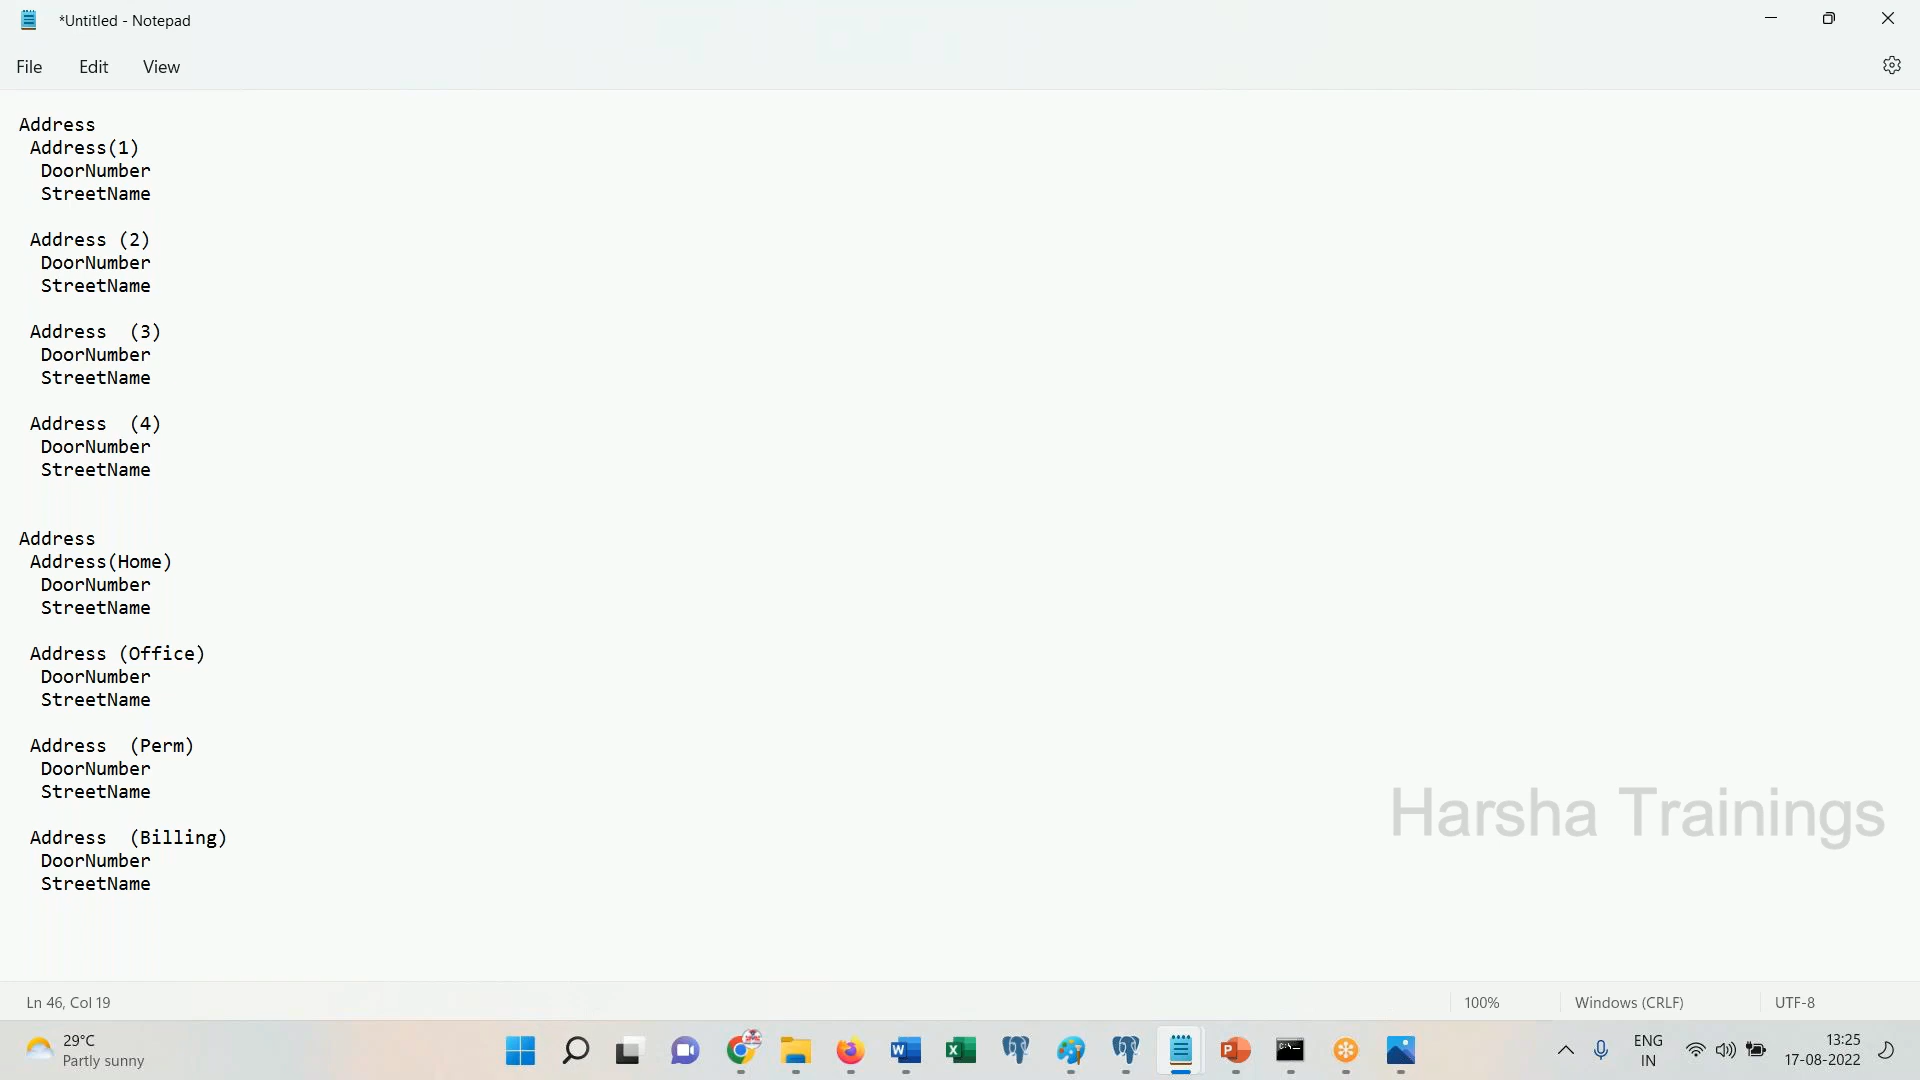 *Untitled - Notepad
File Edit View
Address
Address(1)
DoorNumber
StreetName
Address (2)
DoorNumber
StreetName
Address  (3)
DoorNumber
StreetName
Address  (4)
DoorNumber
StreetName
Address
Address(Home)
DoorNumber
StreetName
Address (Office)
DoorNumber
StreetName
Address  (Perm)
DoorNumber
StreetName
Address  (Billing)
DoorNumber
StreetName
Harsha Trainings
Ln 46, Col 19 100% Windows (CRLF) UTF-8
29°C
Partly sunny
ENG
IN
13:25
17-08-2022